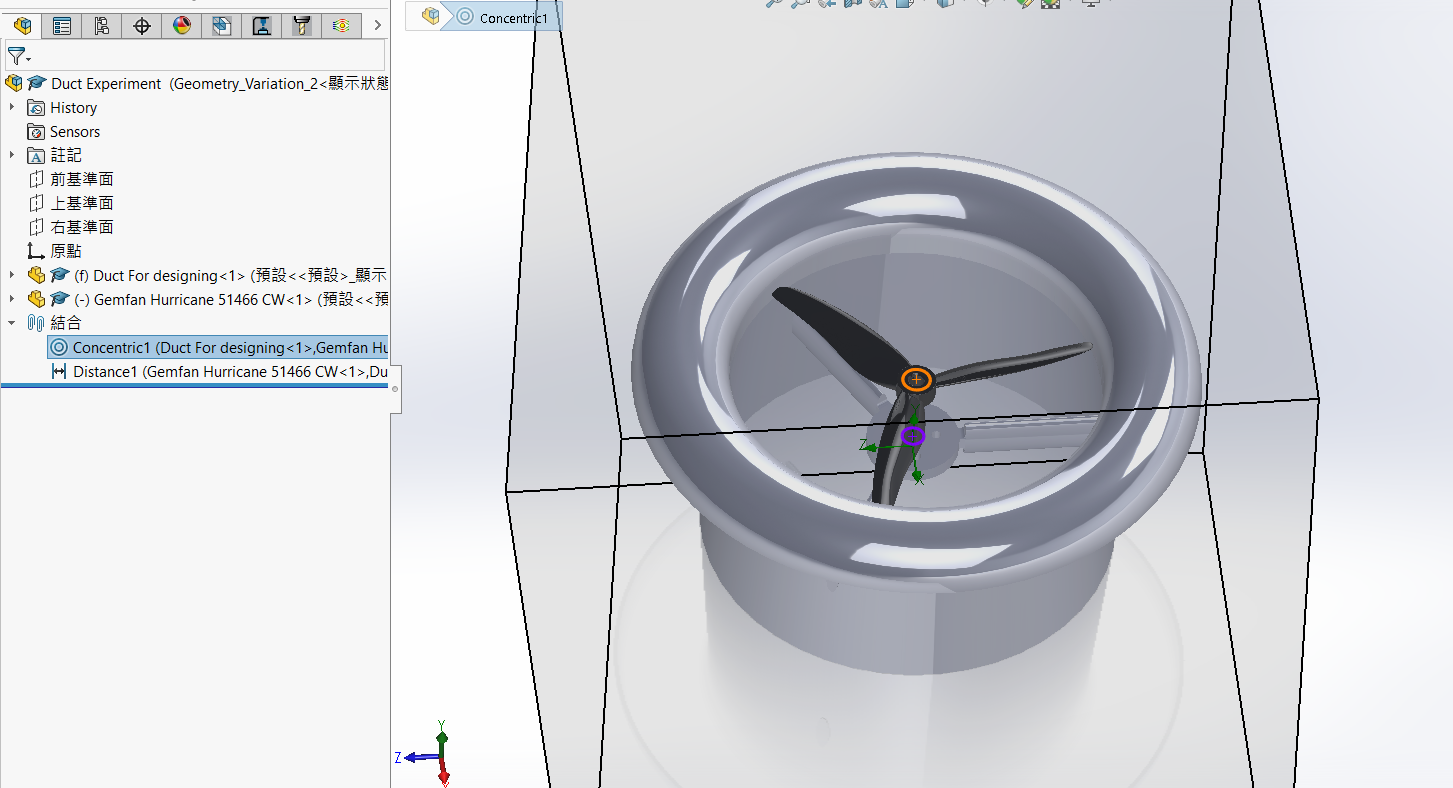 Concentric1
Duct Experiment (Geometry_Variation_2<顯示狀態
History
Sensors
註記
前基準面
上基準面
右基準面
原點
(f) Duct For designing<1> (預設<<預設>_顯示
(-) Gemfan Hurricane 51466 CW<1> (預設<<預
結合
Concentric1 (Duct For designing<1>,Gemfan Hu
Distance1 (Gemfan Hurricane 51466 CW<1>,Du
Z
X
Y
Z